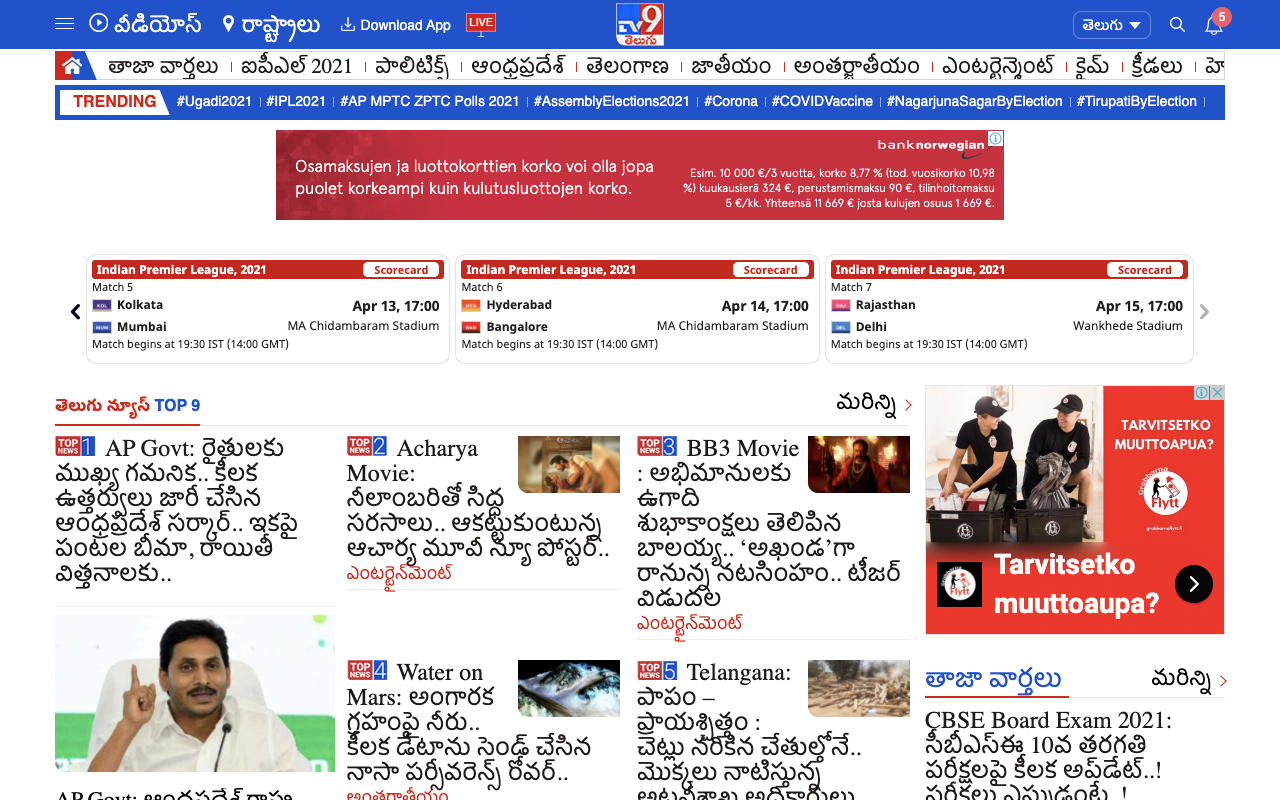 వీడియోస్ రాష్ట్రాలు Download App LIVE TV9 తెలుగు తెలుగు 5
తాజా వార్తలు ఐపీఎల్ 2021 పాలిటిక్స్ ఆంధ్రప్రదేశ్ తెలంగాణ జాతీయం అంతర్జాతీయం ఎంటర్టైన్మెంట్ క్రైమ్ క్రీడలు
TRENDING #Ugadi2021 #IPL2021 #AP MPTC ZPTC Polls 2021 #AssemblyElections2021 #Corona #COVIDVaccine #NagarjunaSagarByElection #TirupatiByElection
bank norwegian
Osamaksujen ja luottokorttien korko voi olla jopa
puolet korkeampi kuin kulutusluottojen korko.
Esim. 10 000 €/3 vuotta, korko 8,77 % (tod. vuosikorko 10,98
%) kuukausierä 324 €, perustamismaksu 90 €, tilinhoitomaksu
5 €/kk. Yhteensä 11 669 € josta kulujen osuus 1 669 €.
Indian Premier League, 2021 Scorecard
Match 5
KOL Kolkata Apr 13, 17:00
MUM Mumbai MA Chidambaram Stadium
Match begins at 19:30 IST (14:00 GMT)
Indian Premier League, 2021 Scorecard
Match 6
HYD Hyderabad Apr 14, 17:00
BAN Bangalore MA Chidambaram Stadium
Match begins at 19:30 IST (14:00 GMT)
Indian Premier League, 2021 Scorecard
Match 7
RAJ Rajasthan Apr 15, 17:00
DEL Delhi Wankhede Stadium
Match begins at 19:30 IST (14:00 GMT)
తెలుగు న్యూస్ TOP 9 మరిన్ని
TOP NEWS 1 AP Govt: రైతులకు
ముఖ్య గమనిక.. కీలక
ఉత్తర్వులు జారీ చేసిన
ఆంధ్రప్రదేశ్ సర్కార్.. ఇకపై
పంటల బీమా, రాయితీ
విత్తనాలకు..
TOP NEWS 2 Acharya
Movie:
నీలాంబరితో సిద్ధ
సరసాలు.. ఆకట్టుకుంటున్న
ఆచార్య మూవీ న్యూ పోస్టర్..
ఎంటర్టైన్‌మెంట్
TOP NEWS 3 BB3 Movie
: అభిమానులకు
ఉగాది
శుభాకాంక్షలు తెలిపిన
బాలయ్య.. ‘అఖండ’గా
రానున్న నటసింహం.. టీజర్
విడుదల
ఎంటర్టైన్‌మెంట్
TOP NEWS 4 Water on
Mars: అంగారక
గ్రహంపై నీరు..
కీలక డేటాను సెండ్ చేసిన
నాసా పర్సీవరెన్స్ రోవర్..
అంతర్జాతీయం
TOP NEWS 5 Telangana:
పాపం –
ప్రాయశ్చిత్తం :
చెట్లు నరికిన చేతుల్తోనే..
మొక్కలు నాటిస్తున్న
అటవీశాఖ అధికారులు
AP Govt: ఆంధ్రప్రదేశ్ రాష్ట్ర
TARVITSETKO
MUUTTOAPUA?
Grabbarna
Flytt
grabbarnaflytt.fi
Grabbarna
Flytt
Tarvitsetko
muuttoapua?
తాజా వార్తలు మరిన్ని
CBSE Board Exam 2021:
సీబీఎస్ఈ 10వ తరగతి
పరీక్షలపై కీలక అప్‌డేట్..!
పరీక్షలు ఎప్పుడంటే..!